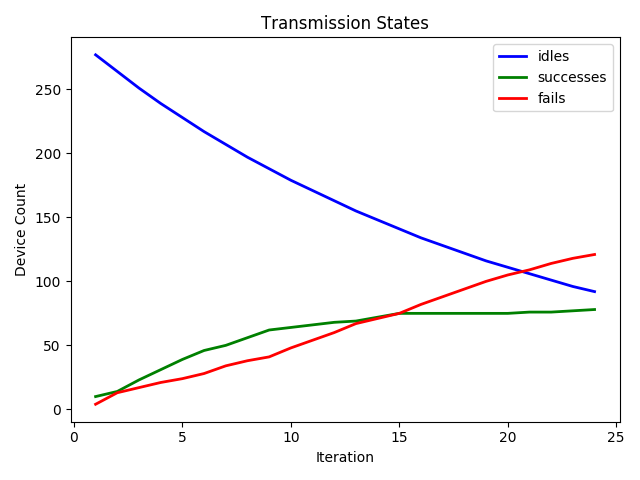 Transmission States
idles
successes
fails
Device Count
250
200
150
100
50
0
0 5 10 15 20 25
Iteration